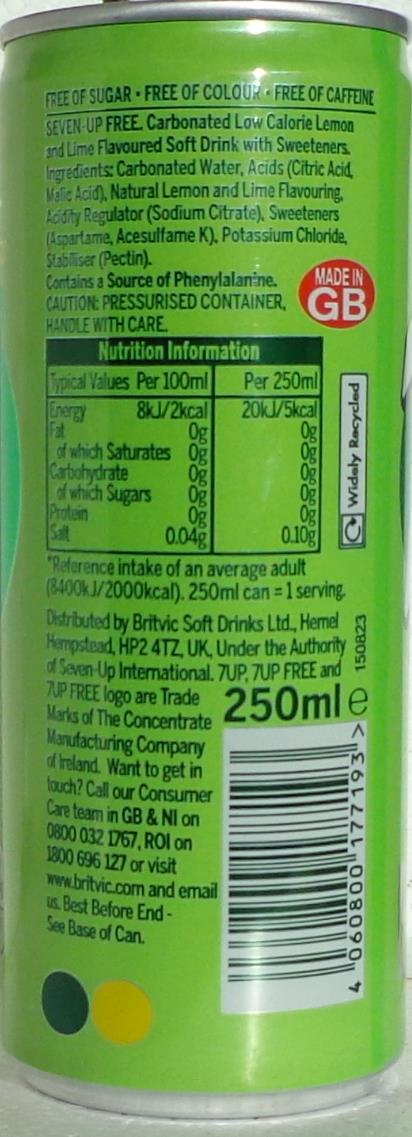 FREE OF SUGAR • FREE OF COLOUR • FREE OF CAFFEINE
SEVEN-UP FREE. Carbonated Low Calorie Lemon
and Lime Flavoured Soft Drink with Sweeteners.
Ingredients: Carbonated Water, Acids (Citric Acid,
Malic Acid), Natural Lemon and Lime Flavouring,
Acidity Regulator (Sodium Citrate), Sweeteners
(Aspartame, Acesulfame K), Potassium Chloride,
Stabiliser (Pectin).
Contains a Source of Phenylalanine.
CAUTION: PRESSURISED CONTAINER,
HANDLE WITH CARE.
MADE IN
GB
Nutrition Information
Typical Values Per 100ml Per 250ml
Energy 8kJ/2kcal 20kJ/5kcal
Fat 0g 0g
of which Saturates 0g 0g
Carbohydrate 0g 0g
of which Sugars 0g 0g
Protein 0g 0g
Salt 0.04g 0.10g
Widely Recycled
*Reference intake of an average adult
(8400kJ/2000kcal). 250ml can = 1 serving.
Distributed by Britvic Soft Drinks Ltd., Hemel
Hempstead, HP2 4TZ, UK, Under the Authority
of Seven-Up International. 7UP, 7UP FREE and
7UP FREE logo are Trade
Marks of The Concentrate
Manufacturing Company
of Ireland. Want to get in
touch? Call our Consumer
Care team in GB & NI on
0800 032 1767, ROI on
1800 696 127 or visit
www.britvic.com and email
us. Best Before End -
See Base of Can.
150823
250ml e
4 060800 177193 >